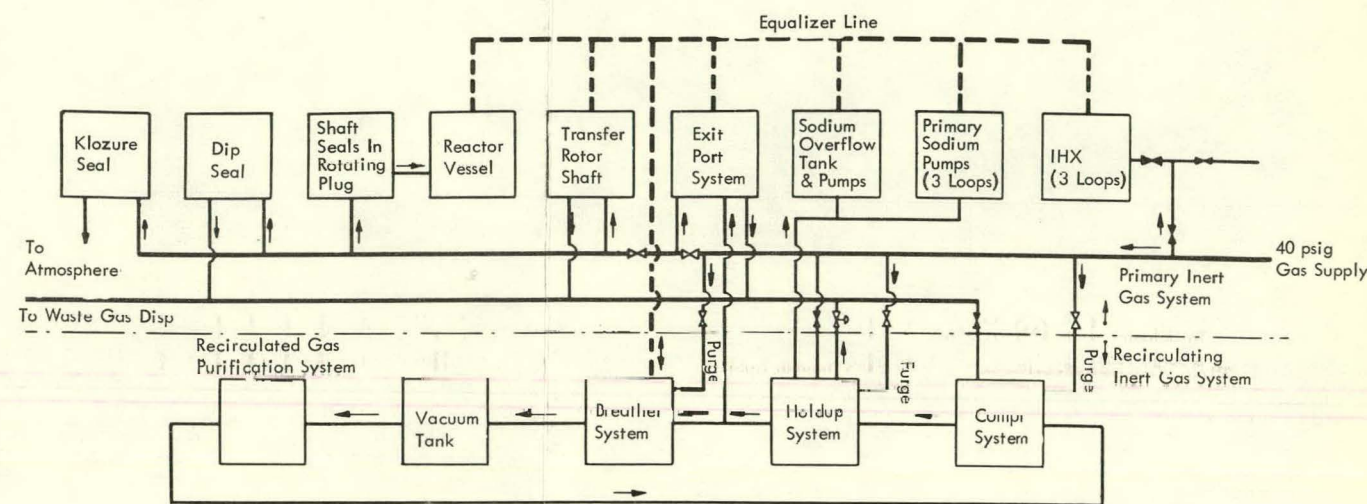 Equalizer Line
Klozure
Seal
Dip
Seal
Shaft
Seals In
Rotating
Plug
Reactor
Vessel
Transfer
Rotor
Shaft
Exit
Port
System
Sodium
Overflow
Tank
& Pumps
Primary
Sodium
Pumps
(3 Loops)
IHX
(3 Loops)
To
Atmosphere
40 psig
Gas Supply
Primary Inert
Gas System
To Waste Gas Disp
Recirculated Gas
Purification System
Purge
Purge
Purge
Recirculating
Inert Gas System
Vacuum
Tank
Breather
System
Holdup
System
System